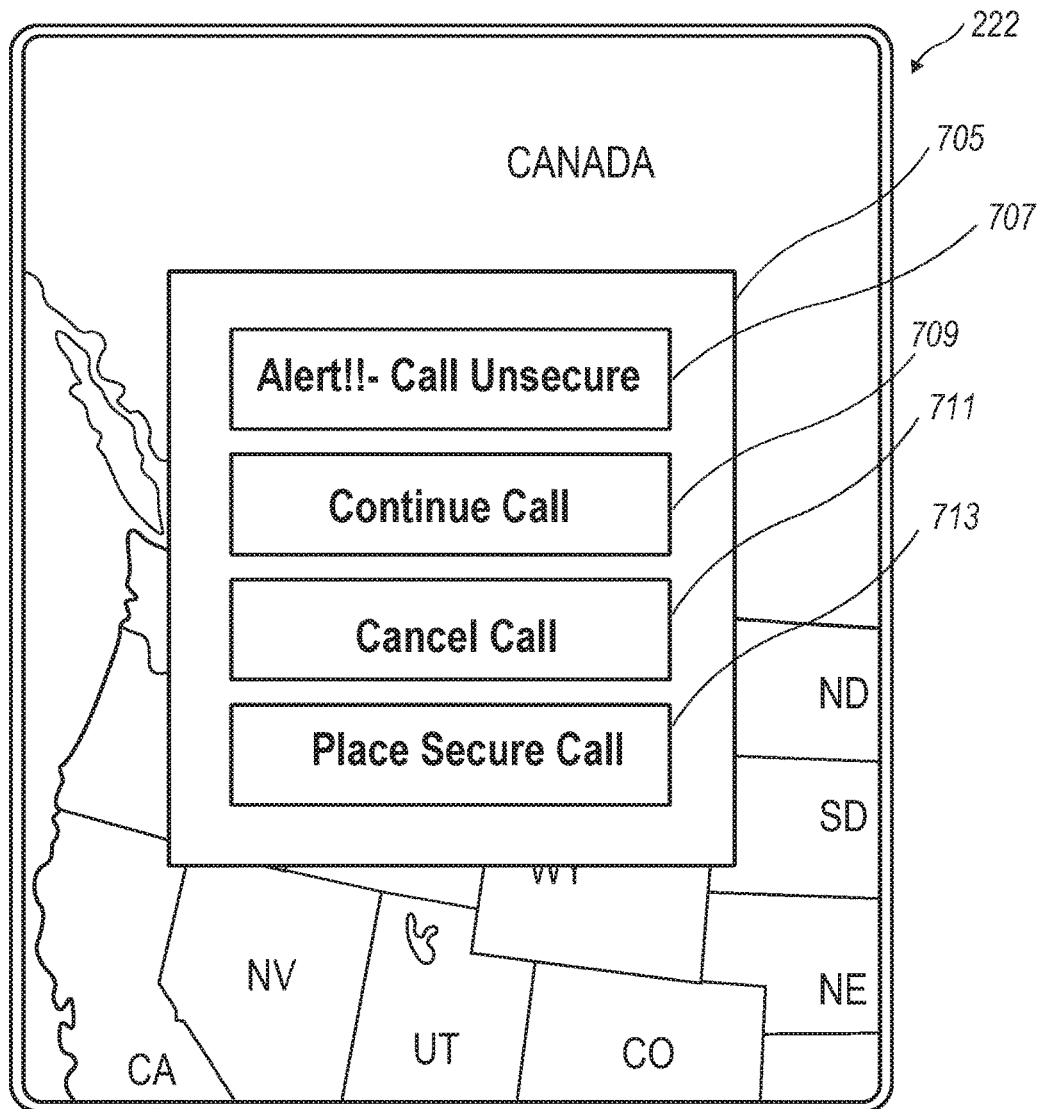 222
705
CANADA
707
Alert!!- Call Unsecure
709
Continue Call
711
Cancel Call
713
ND
Place Secure Call
SD
WY
NV
NE
UT
CO
CA